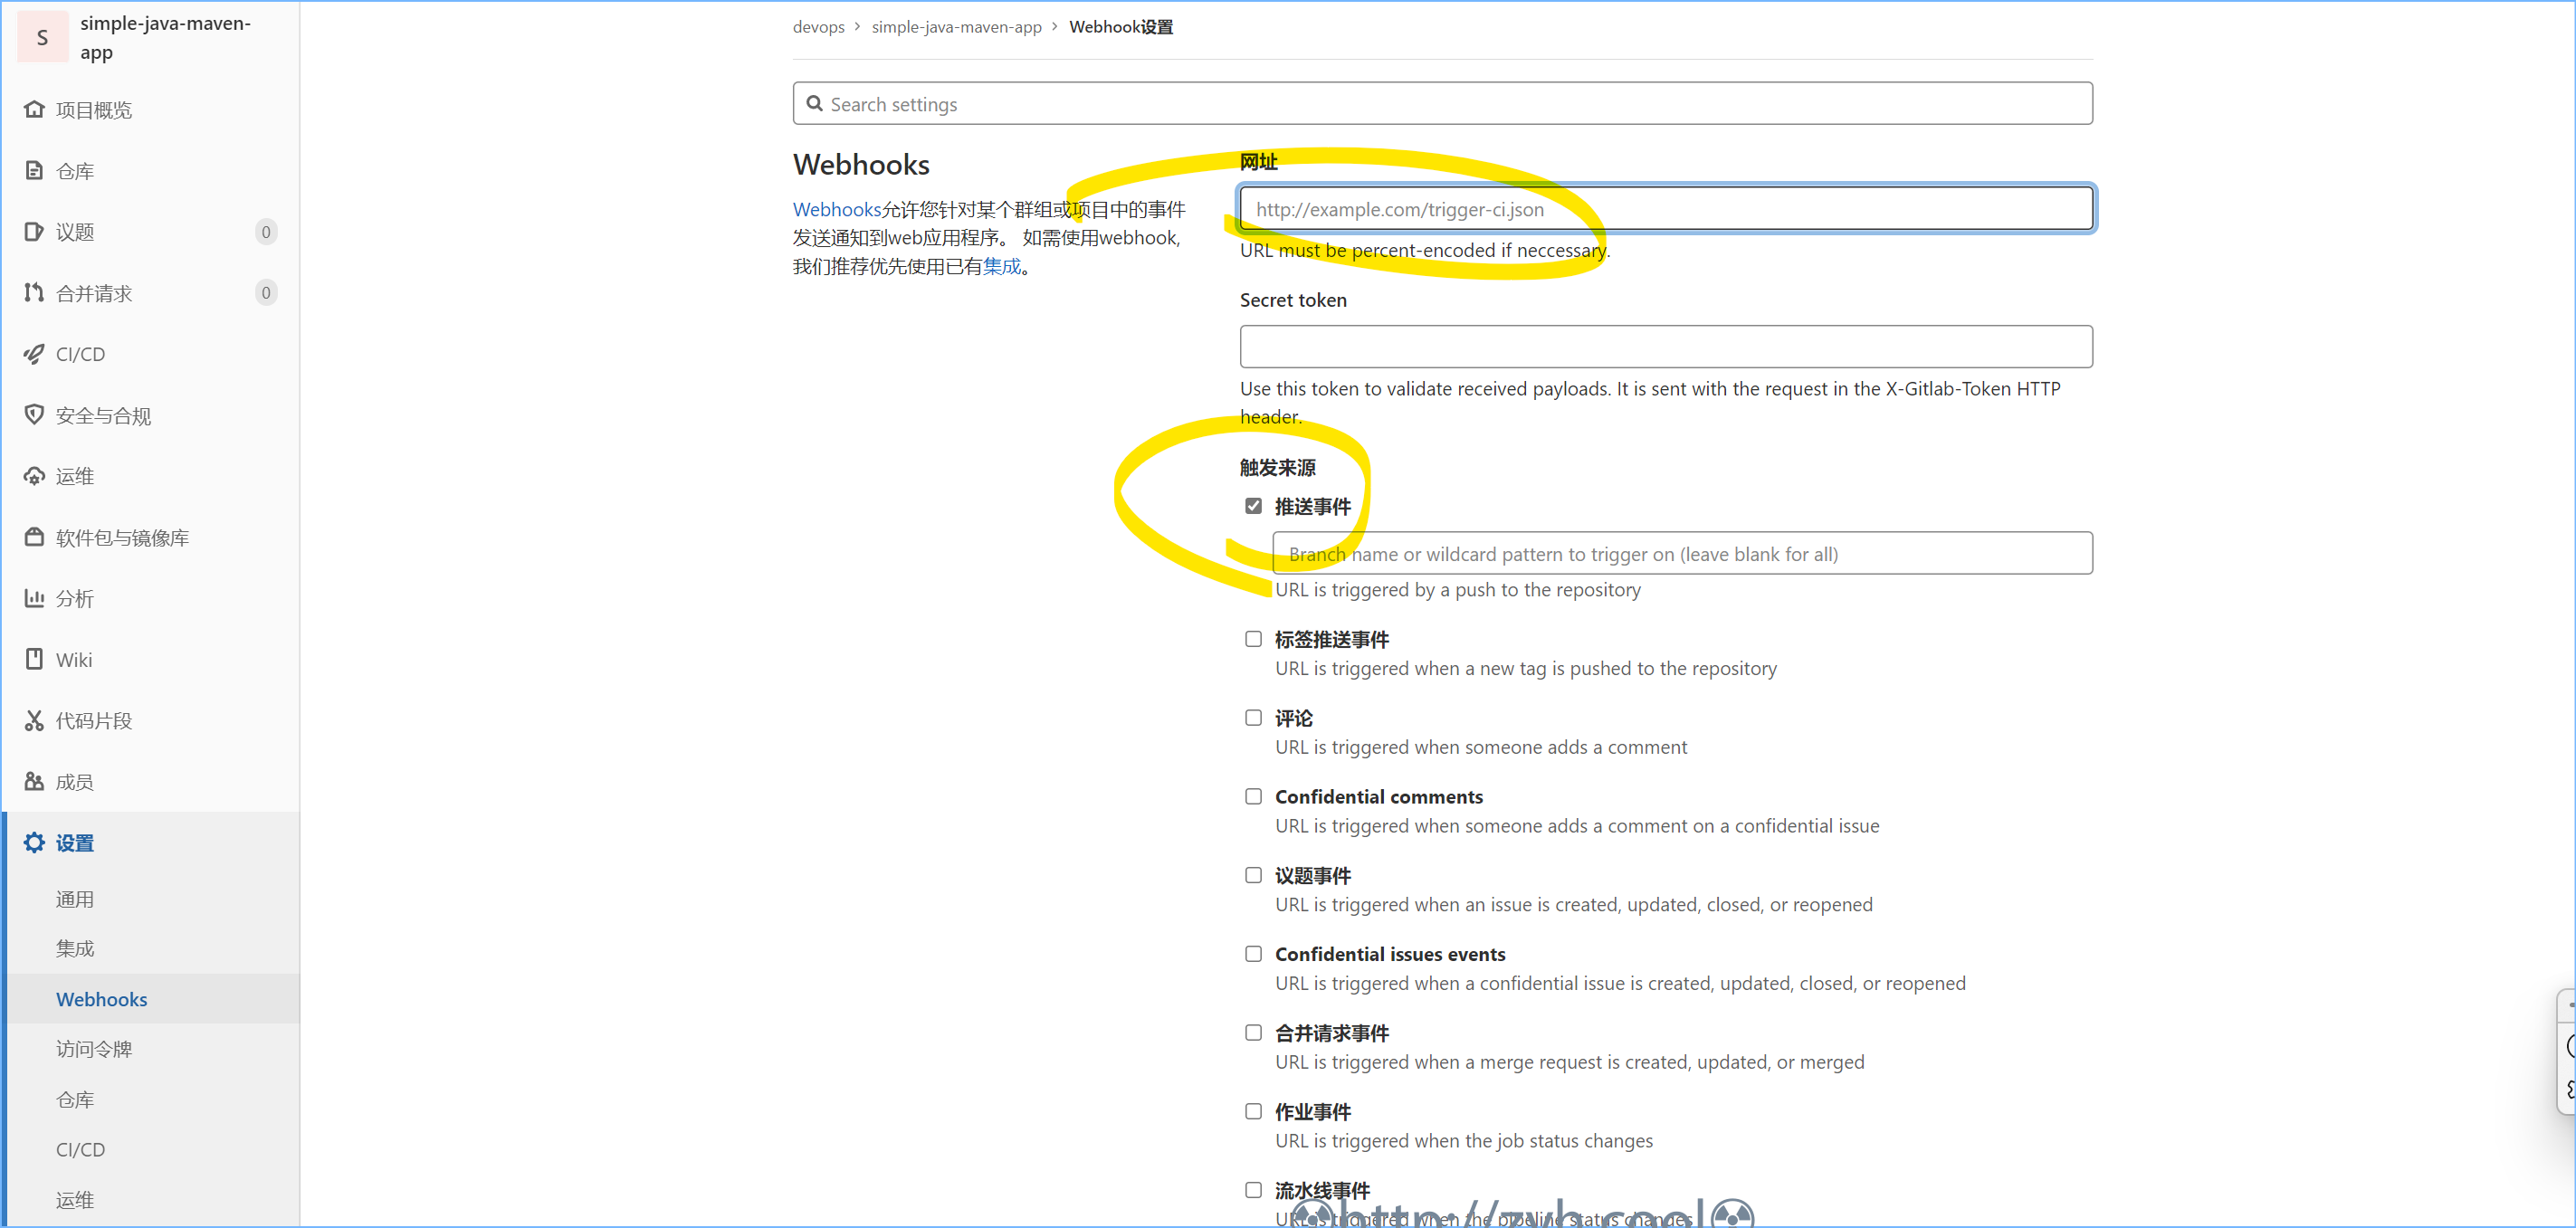 S
simple-java-maven-
app
项目概览
仓库
议题 0
合并请求 0
CI/CD
安全与合规
运维
软件包与镜像库
分析
Wiki
代码片段
成员
设置
通用
集成
Webhooks
访问令牌
仓库
CI/CD
运维
devops > simple-java-maven-app > Webhook设置
Search settings
Webhooks
Webhooks允许您针对某个群组或项目中的事件
发送通知到web应用程序。 如需使用webhook,
我们推荐优先使用已有集成。
网址
http://example.com/trigger-ci.json
URL must be percent-encoded if neccessary.
Secret token
Use this token to validate received payloads. It is sent with the request in the X-Gitlab-Token HTTP
header.
触发来源
推送事件
Branch name or wildcard pattern to trigger on (leave blank for all)
URL is triggered by a push to the repository
标签推送事件
URL is triggered when a new tag is pushed to the repository
评论
URL is triggered when someone adds a comment
Confidential comments
URL is triggered when someone adds a comment on a confidential issue
议题事件
URL is triggered when an issue is created, updated, closed, or reopened
Confidential issues events
URL is triggered when a confidential issue is created, updated, closed, or reopened
合并请求事件
URL is triggered when a merge request is created, updated, or merged
作业事件
URL is triggered when the job status changes
流水线事件
URL is triggered when the pipeline status changes